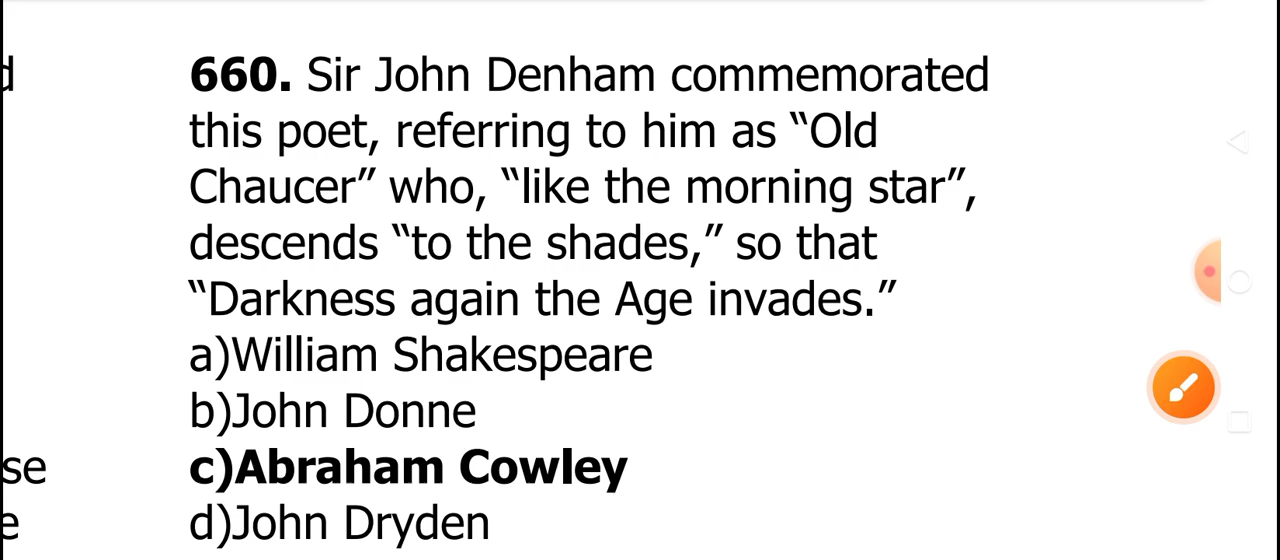 d
660. Sir John Denham commemorated
this poet, referring to him as “Old
Chaucer” who, “like the morning star”,
descends “to the shades,” so that
“Darkness again the Age invades.”
a)William Shakespeare
b)John Donne
se c)Abraham Cowley
e d)John Dryden